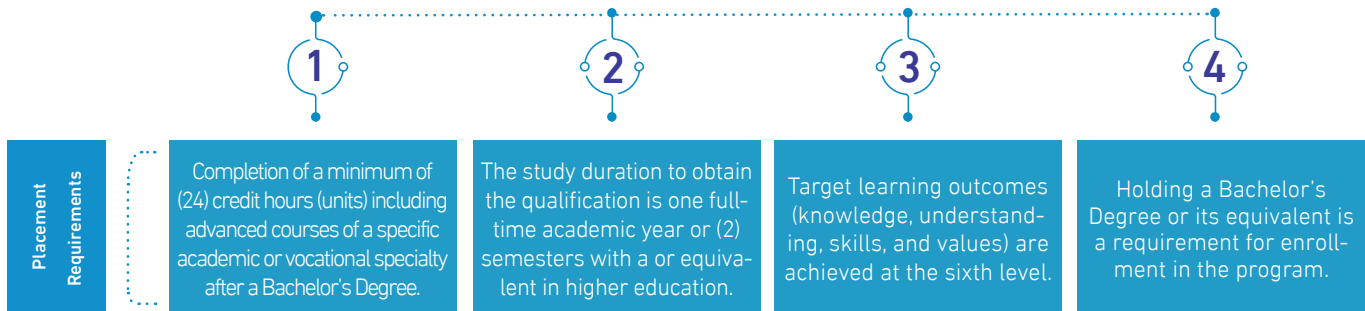 1
2
3
4
Placement
Requirements
Completion of a minimum of
(24) credit hours (units) including
advanced courses of a specific
academic or vocational specialty
after a Bachelor's Degree.
The study duration to obtain
the qualification is one full-
time academic year or (2)
semesters with a or equiva-
lent in higher education.
Target learning outcomes
(knowledge, understand-
ing, skills, and values) are
achieved at the sixth level.
Holding a Bachelor's
Degree or its equivalent is
a requirement for enroll-
ment in the program.